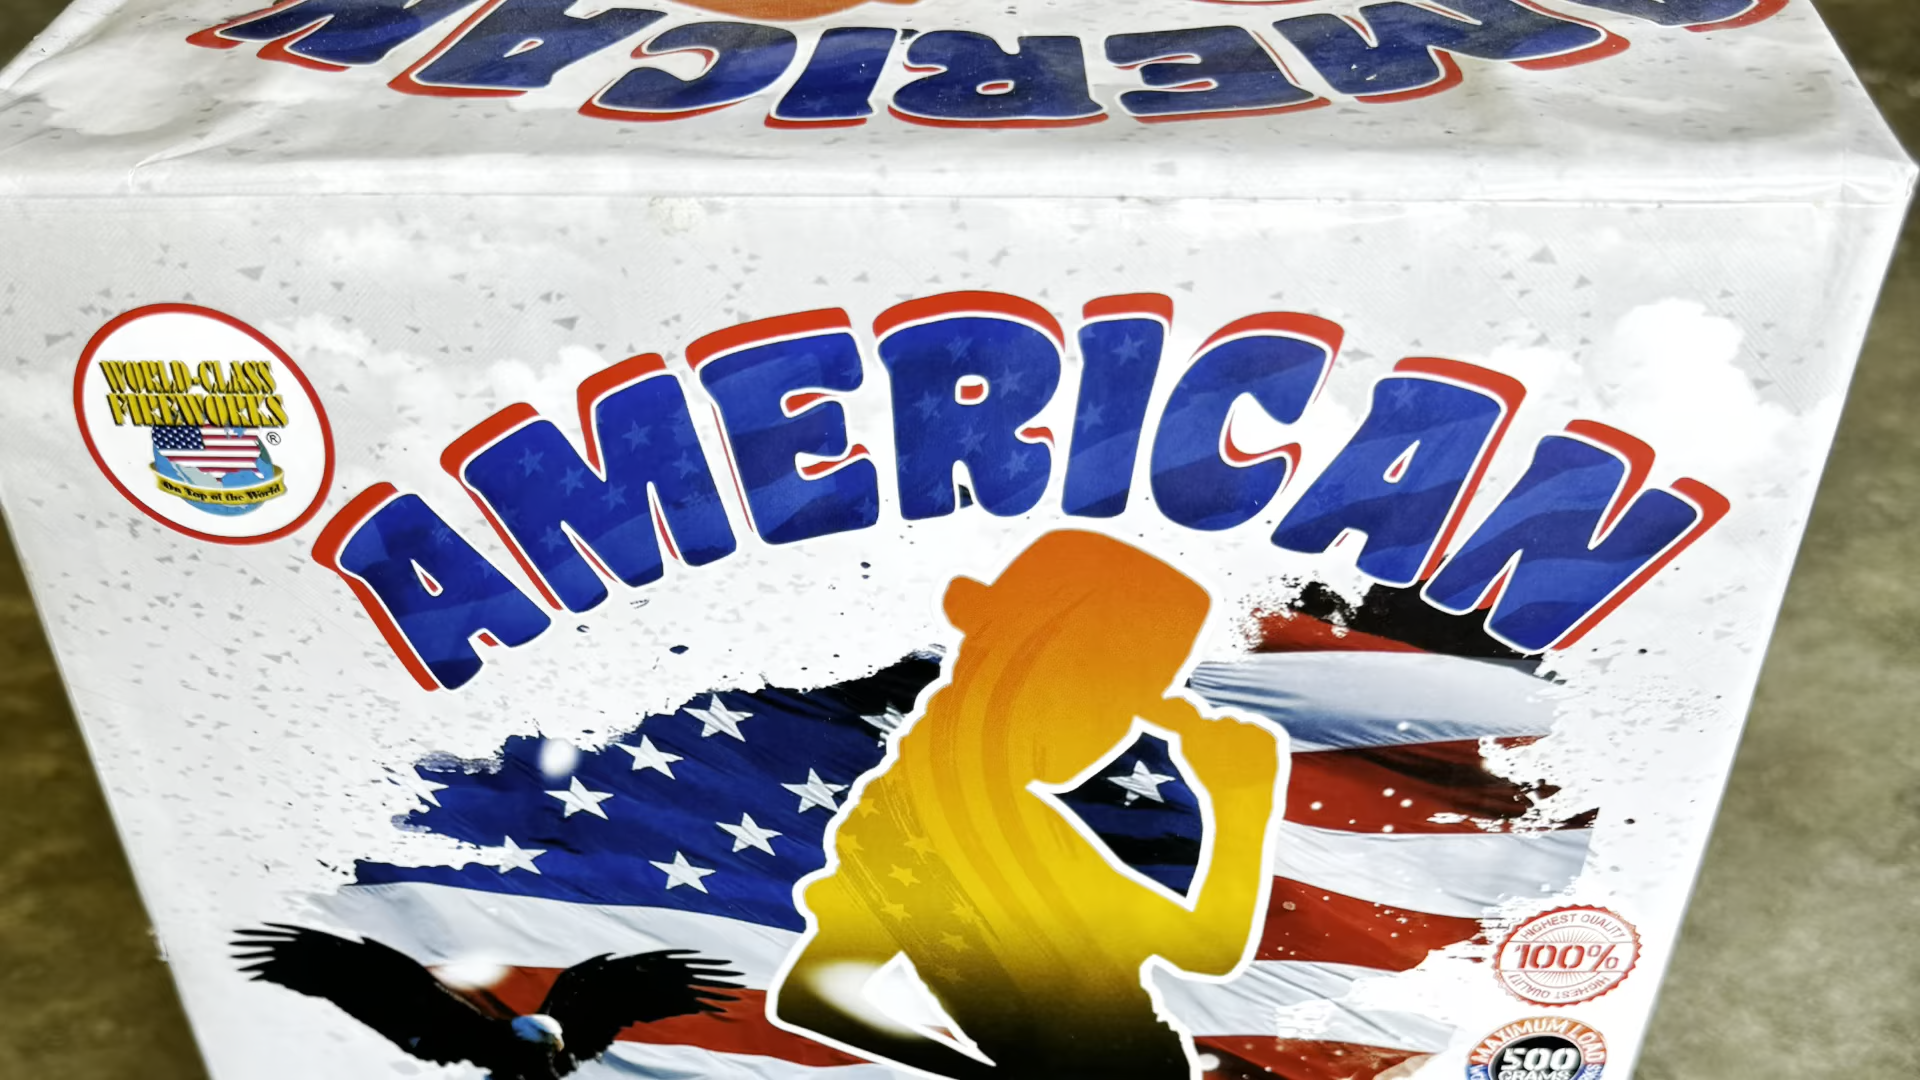 AMERICAN
WORLD-CLASS
FIREWORKS
®
On Top of the World
AMERICAN
HIGHEST QUALITY
100%
HIGHEST QUALITY
MAXIMUM LOAD
500
GRAMS